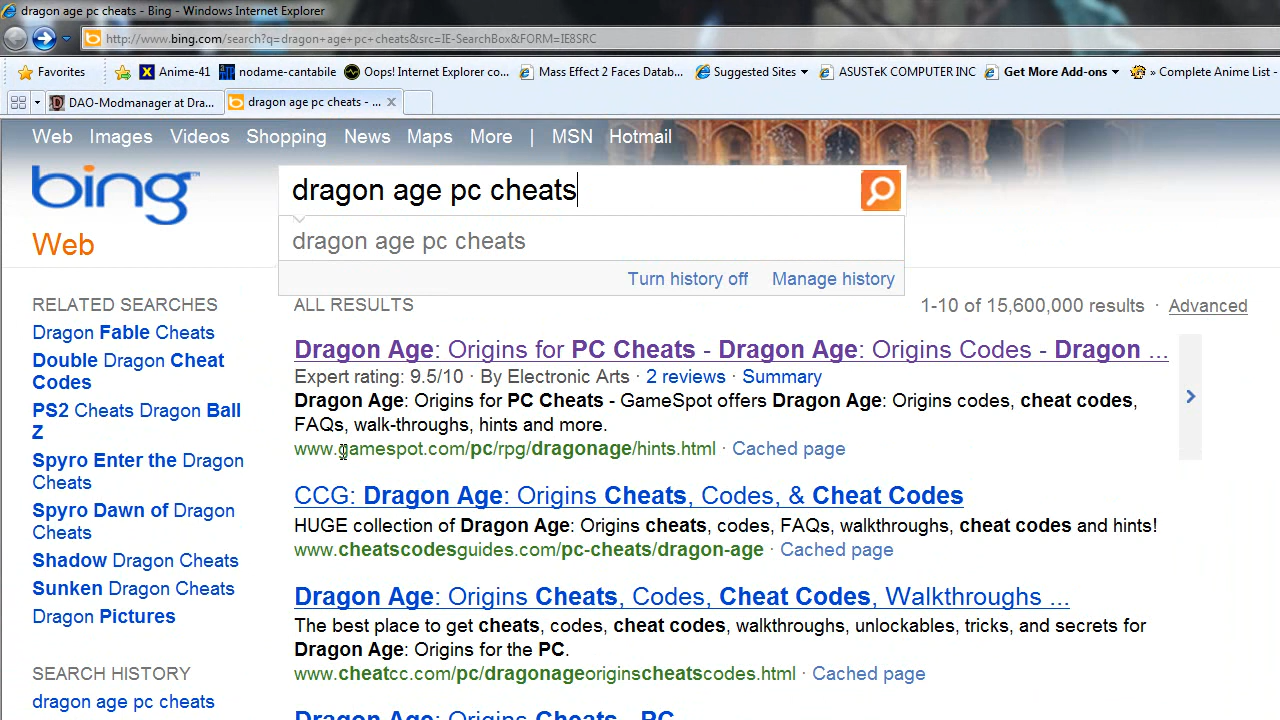 dragon age pc cheats - Bing - Windows Internet Explorer
http://www.bing.com/search?q=dragon+age+pc+cheats&src=IE-SearchBox&FORM=IE8SRC
Favorites Anime-41 nodame-cantabile Oops! Internet Explorer co... Mass Effect 2 Faces Datab... Suggested Sites ASUSTeK COMPUTER INC Get More Add-ons » Complete Anime List -
DAO-Modmanager at Dra... dragon age pc cheats - ...
Web Images Videos Shopping News Maps More | MSN Hotmail
bing
dragon age pc cheats
Web
dragon age pc cheats
Turn history off Manage history
RELATED SEARCHES
Dragon Fable Cheats
Double Dragon Cheat
Codes
PS2 Cheats Dragon Ball
Z
Spyro Enter the Dragon
Cheats
Spyro Dawn of Dragon
Cheats
Shadow Dragon Cheats
Sunken Dragon Cheats
Dragon Pictures
SEARCH HISTORY
dragon age pc cheats
ALL RESULTS
1-10 of 15,600,000 results · Advanced
Dragon Age: Origins for PC Cheats - Dragon Age: Origins Codes - Dragon ...
Expert rating: 9.5/10 · By Electronic Arts · 2 reviews · Summary
Dragon Age: Origins for PC Cheats - GameSpot offers Dragon Age: Origins codes, cheat codes,
FAQs, walk-throughs, hints and more.
www.gamespot.com/pc/rpg/dragonage/hints.html · Cached page
CCG: Dragon Age: Origins Cheats, Codes, & Cheat Codes
HUGE collection of Dragon Age: Origins cheats, codes, FAQs, walkthroughs, cheat codes and hints!
www.cheatscodesguides.com/pc-cheats/dragon-age · Cached page
Dragon Age: Origins Cheats, Codes, Cheat Codes, Walkthroughs ...
The best place to get cheats, codes, cheat codes, walkthroughs, unlockables, tricks, and secrets for
Dragon Age: Origins for the PC.
www.cheatcc.com/pc/dragonageoriginscheatscodes.html · Cached page
Dragon Age: Origins Cheats - PC